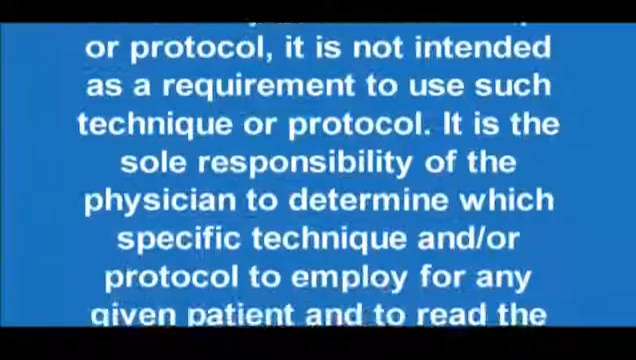 or protocol, it is not intended
as a requirement to use such
technique or protocol. It is the
sole responsibility of the
physician to determine which
specific technique and/or
protocol to employ for any
given patient and to read the